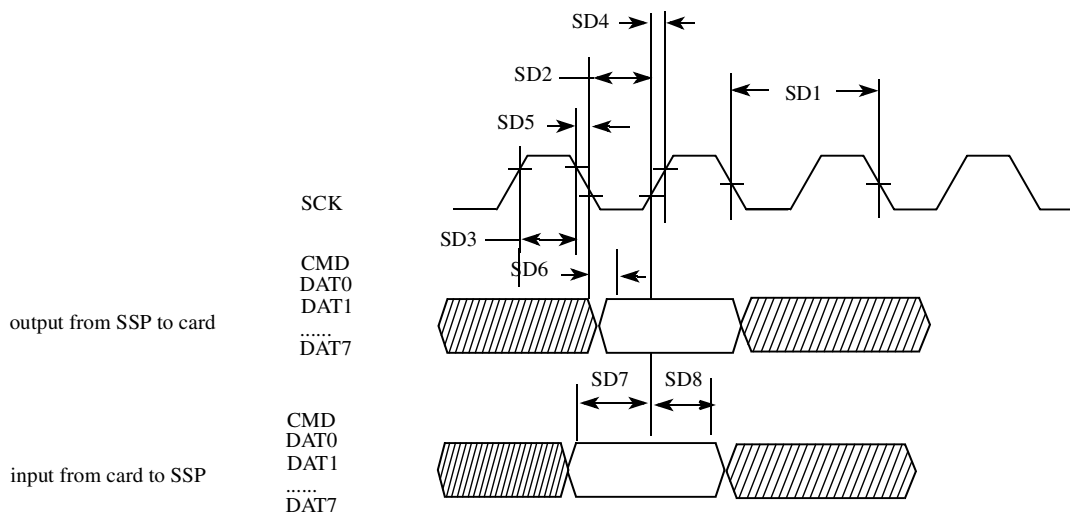 SD4
SD2
SD1
SD5
SCK
SD3
CMD
SD6
DAT0
DAT1
output from SSP to card
......
DAT7
SD7
SD8
CMD
DAT0
DAT1
input from card to SSP
......
DAT7